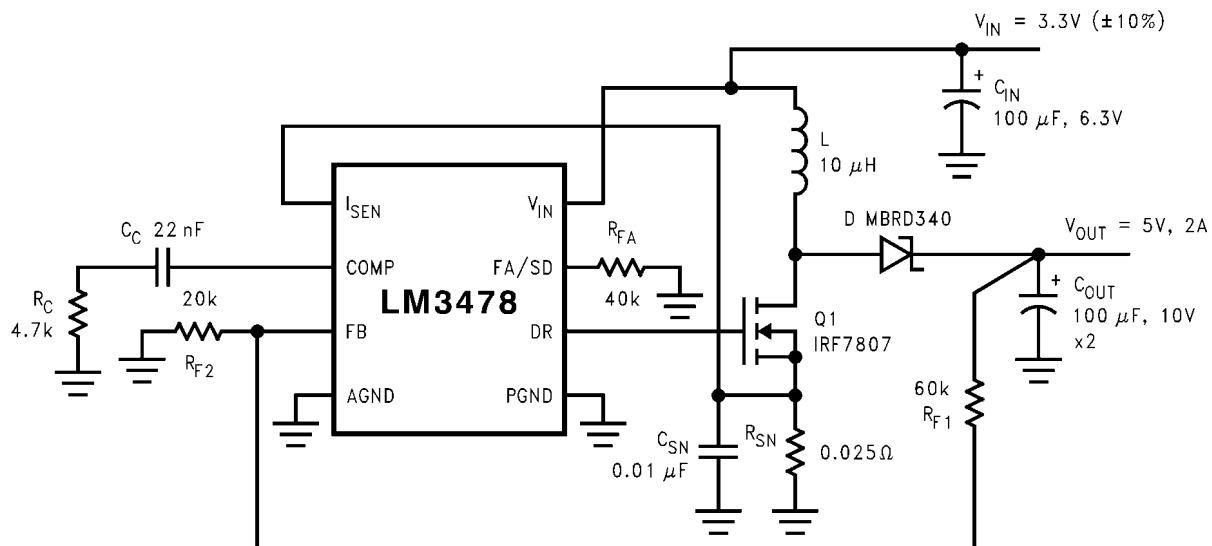 V_IN = 3.3V (±10%)
+
C_IN
100 µF, 6.3V
L
10 µH
I_SEN
V_IN
C_C 22 nF
COMP
FA/SD
R_FA
40k
D MBRD340
V_OUT = 5V, 2A
R_C
4.7k
20k
R_F2
LM3478
FB
DR
Q1
IRF7807
+
C_OUT
100 µF, 10V
x2
AGND
PGND
60k
R_F1
C_SN
0.01 µF
R_SN
0.025Ω